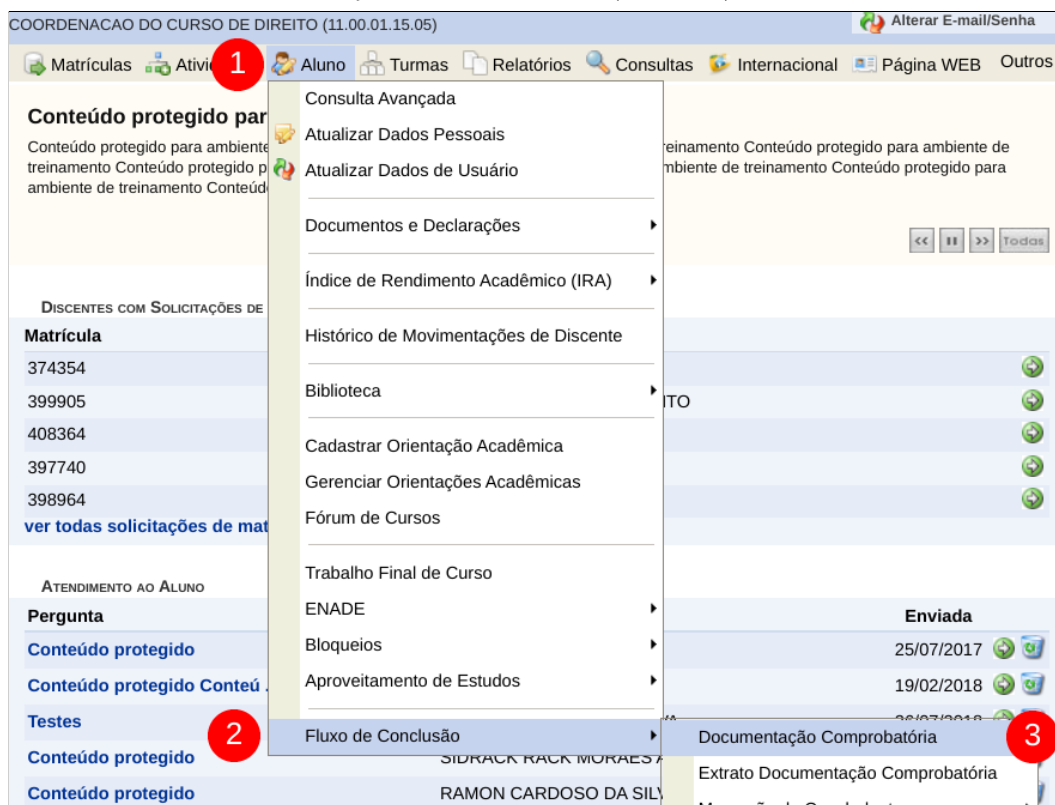 COORDENACAO DO CURSO DE DIREITO (11.00.01.15.05)
Alterar E-mail/Senha
Matrículas Ativi 1 Aluno Turmas Relatórios Consultas Internacional Página WEB Outros
Conteúdo protegido par
Conteúdo protegido para ambiente
treinamento Conteúdo protegido p
ambiente de treinamento Conteúd
reinamento Conteúdo protegido para ambiente de
mbiente de treinamento Conteúdo protegido para
Todas
Consulta Avançada
Atualizar Dados Pessoais
Atualizar Dados de Usuário
Documentos e Declarações
Índice de Rendimento Acadêmico (IRA)
Histórico de Movimentações de Discente
Biblioteca
Cadastrar Orientação Acadêmica
Gerenciar Orientações Acadêmicas
Fórum de Cursos
Trabalho Final de Curso
ENADE
Bloqueios
Aproveitamento de Estudos
2 Fluxo de Conclusão
Documentação Comprobatória 3
Extrato Documentação Comprobatória
Discentes com Solicitações de
Matrícula
374354
399905 ITO
408364
397740
398964
ver todas solicitações de mat
Atendimento ao Aluno
Pergunta Enviada
Conteúdo protegido 25/07/2017
Conteúdo protegido Conteú . 19/02/2018
Testes
Conteúdo protegido SIDRACK RACK MORAES
Conteúdo protegido RAMON CARDOSO DA SIL